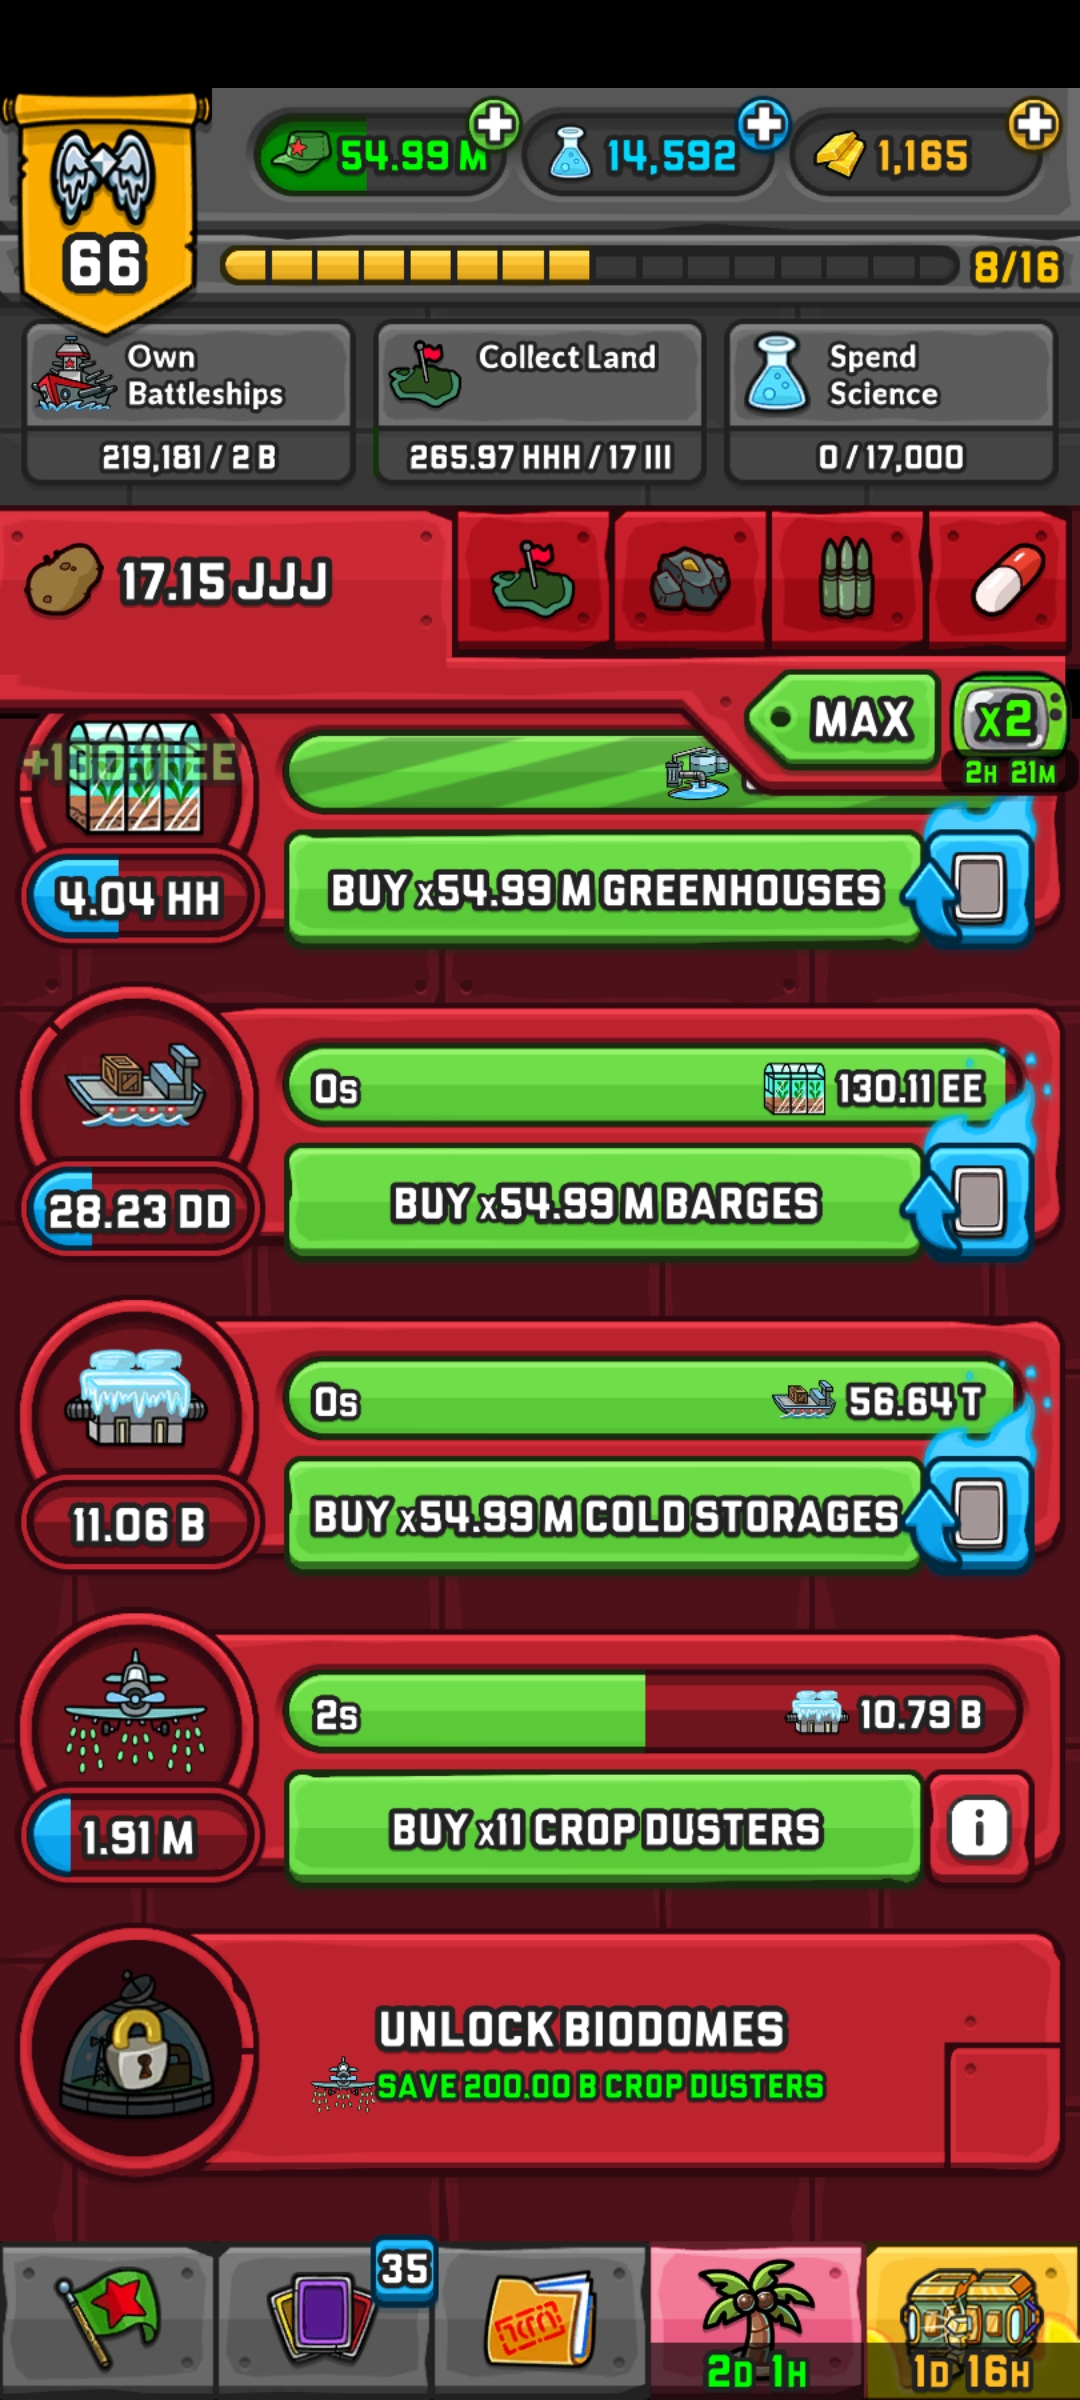 54.99 M
14,592
1,165
66
8/16
Own
Battleships
219,181 / 2 B
Collect Land
265.97 HHH / 17 III
Spend
Science
0 / 17,000
17.15 JJJ
MAX
x2
2H 21M
4.04 HH
BUY x54.99 M GREENHOUSES
0s
130.11 EE
28.23 DD
BUY x54.99 M BARGES
0s
56.64 T
11.06 B
BUY x54.99 M COLD STORAGES
2s
10.79 B
1.91 M
BUY x11 CROP DUSTERS
i
UNLOCK BIODOMES
SAVE 200.00 B CROP DUSTERS
35
2D 1H
1D 16H